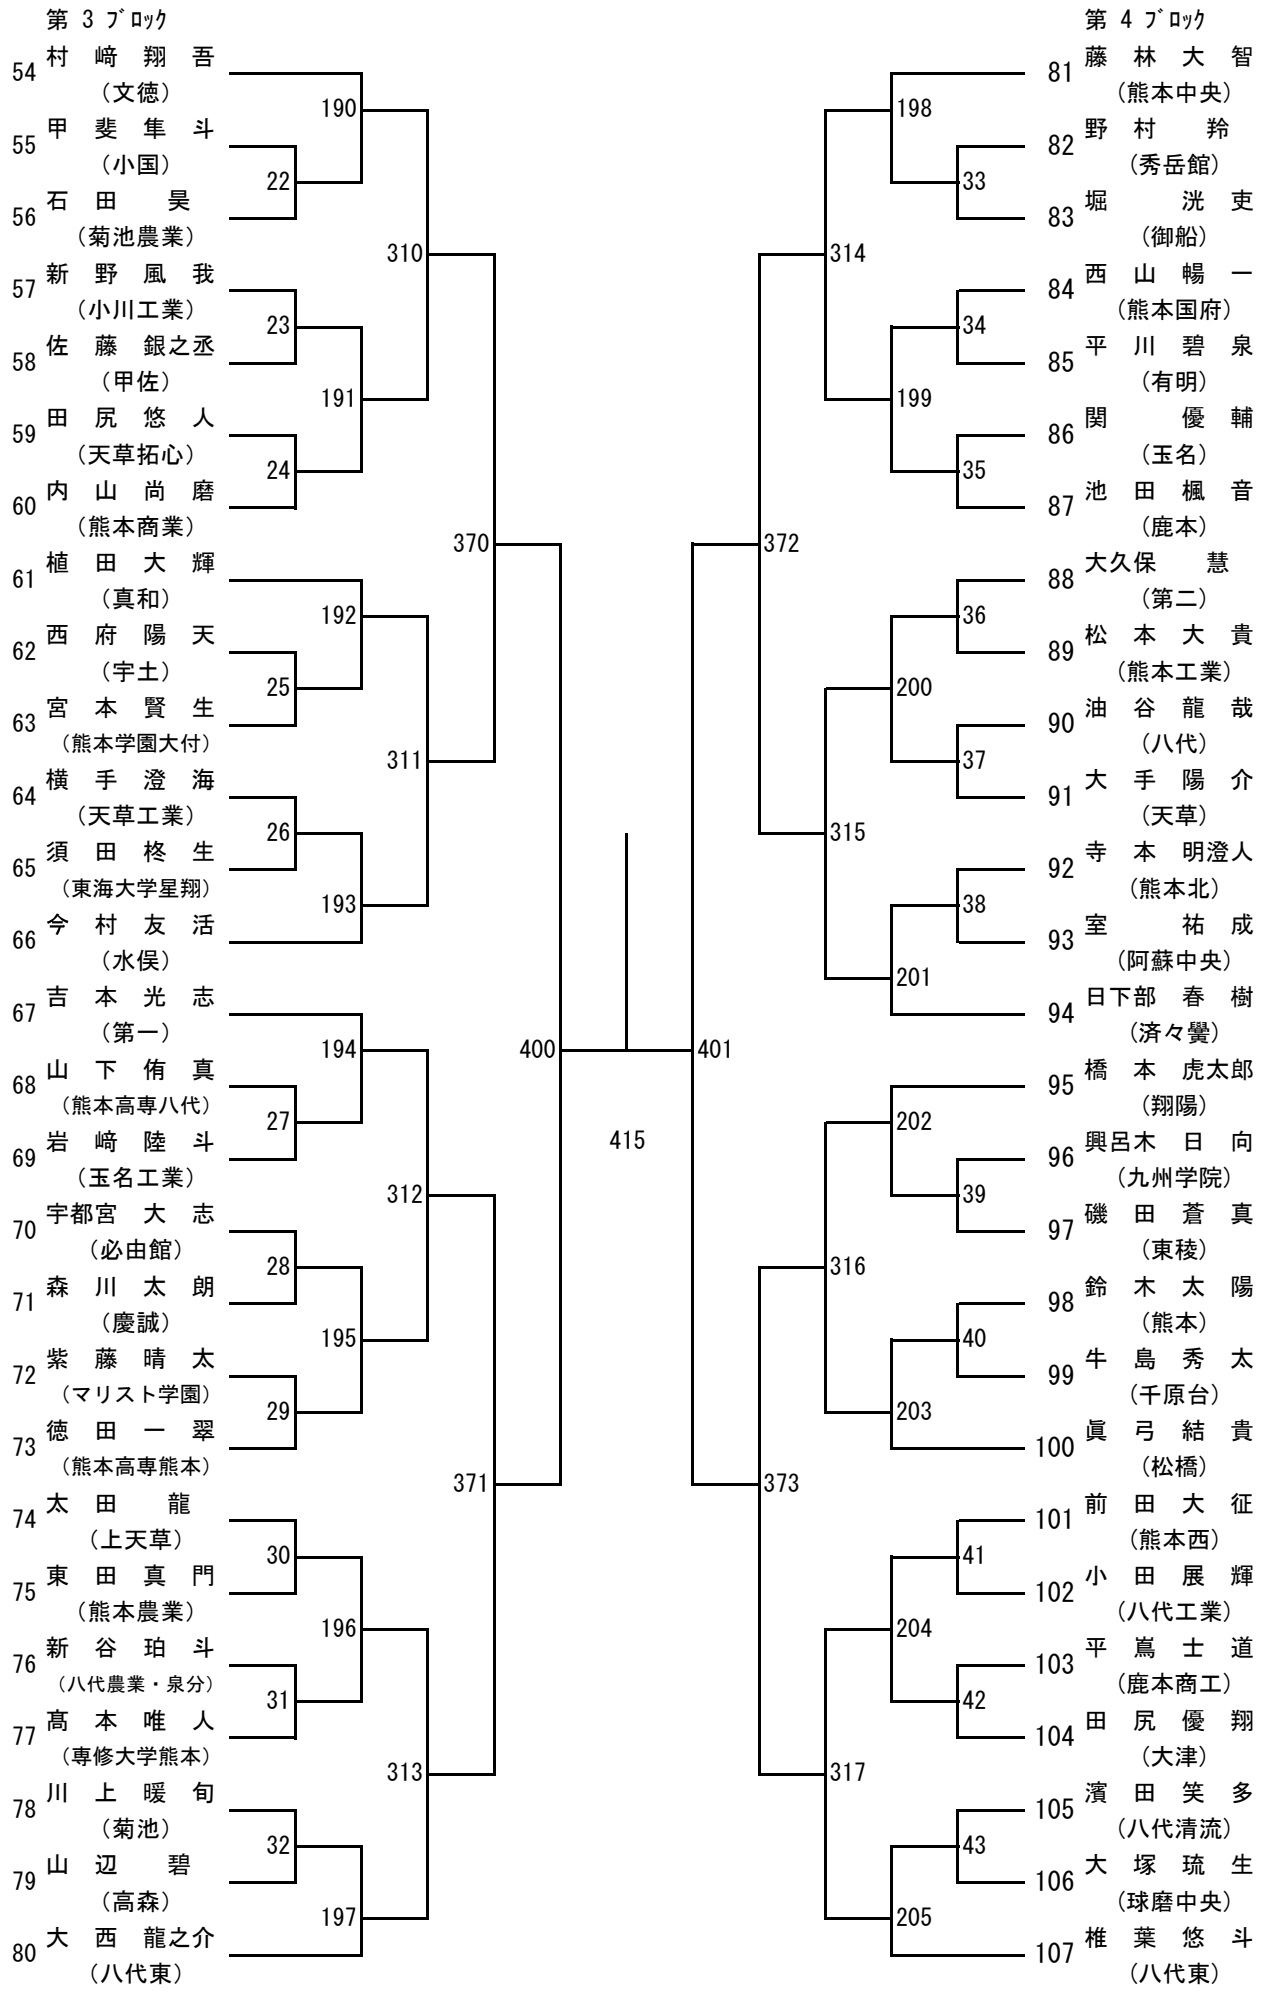 第 3 ブロック
54 村 﨑 翔 吾
(文徳)
190
55 甲 斐 隼 斗
(小国)
22
56 石 田 昊
(菊池農業)
310
57 新 野 風 我
(小川工業)
23
58 佐 藤 銀之丞
(甲佐)
191
59 田 尻 悠 人
(天草拓心)
24
60 内 山 尚 磨
(熊本商業)
370
61 植 田 大 輝
(真和)
192
62 西 府 陽 天
(宇土)
25
63 宮 本 賢 生
(熊本学園大付)
311
64 横 手 澄 海
(天草工業)
26
65 須 田 柊 生
(東海大学星翔)
193
66 今 村 友 活
(水俣)
67 吉 本 光 志
(第一)
194
400
68 山 下 侑 真
(熊本高専八代)
27
69 岩 﨑 陸 斗
(玉名工業)
312
70 宇都宮 大 志
(必由館)
28
71 森 川 太 朗
(慶誠)
195
72 紫 藤 晴 太
(マリスト学園)
29
73 徳 田 一 翠
(熊本高専熊本)
371
74 太 田 龍
(上天草)
30
75 東 田 真 門
(熊本農業)
196
76 新 谷 珀 斗
(八代農業・泉分)
31
77 髙 本 唯 人
(専修大学熊本)
313
78 川 上 暖 旬
(菊池)
32
79 山 辺 碧
(高森)
197
80 大 西 龍之介
(八代東)
415
第 4 ブロック
81 藤 林 大 智
(熊本中央)
198
82 野 村 羚
(秀岳館)
33
83 堀 洸 吏
(御船)
314
84 西 山 暢 一
(熊本国府)
34
85 平 川 碧 泉
(有明)
199
86 関 優 輔
(玉名)
35
87 池 田 楓 音
(鹿本)
372
88 大久保 慧
(第二)
36
89 松 本 大 貴
(熊本工業)
200
90 油 谷 龍 哉
(八代)
37
91 大 手 陽 介
(天草)
315
92 寺 本 明澄人
(熊本北)
38
93 室 祐 成
(阿蘇中央)
201
94 日下部 春 樹
(済々黌)
401
95 橋 本 虎太郎
(翔陽)
202
96 興呂木 日 向
(九州学院)
39
97 磯 田 蒼 真
(東稜)
316
98 鈴 木 太 陽
(熊本)
40
99 牛 島 秀 太
(千原台)
203
100 眞 弓 結 貴
(松橋)
373
101 前 田 大 征
(熊本西)
41
102 小 田 展 輝
(八代工業)
204
103 平 嶌 士 道
(鹿本商工)
42
104 田 尻 優 翔
(大津)
317
105 濱 田 笑 多
(八代清流)
43
106 大 塚 琉 生
(球磨中央)
205
107 椎 葉 悠 斗
(八代東)